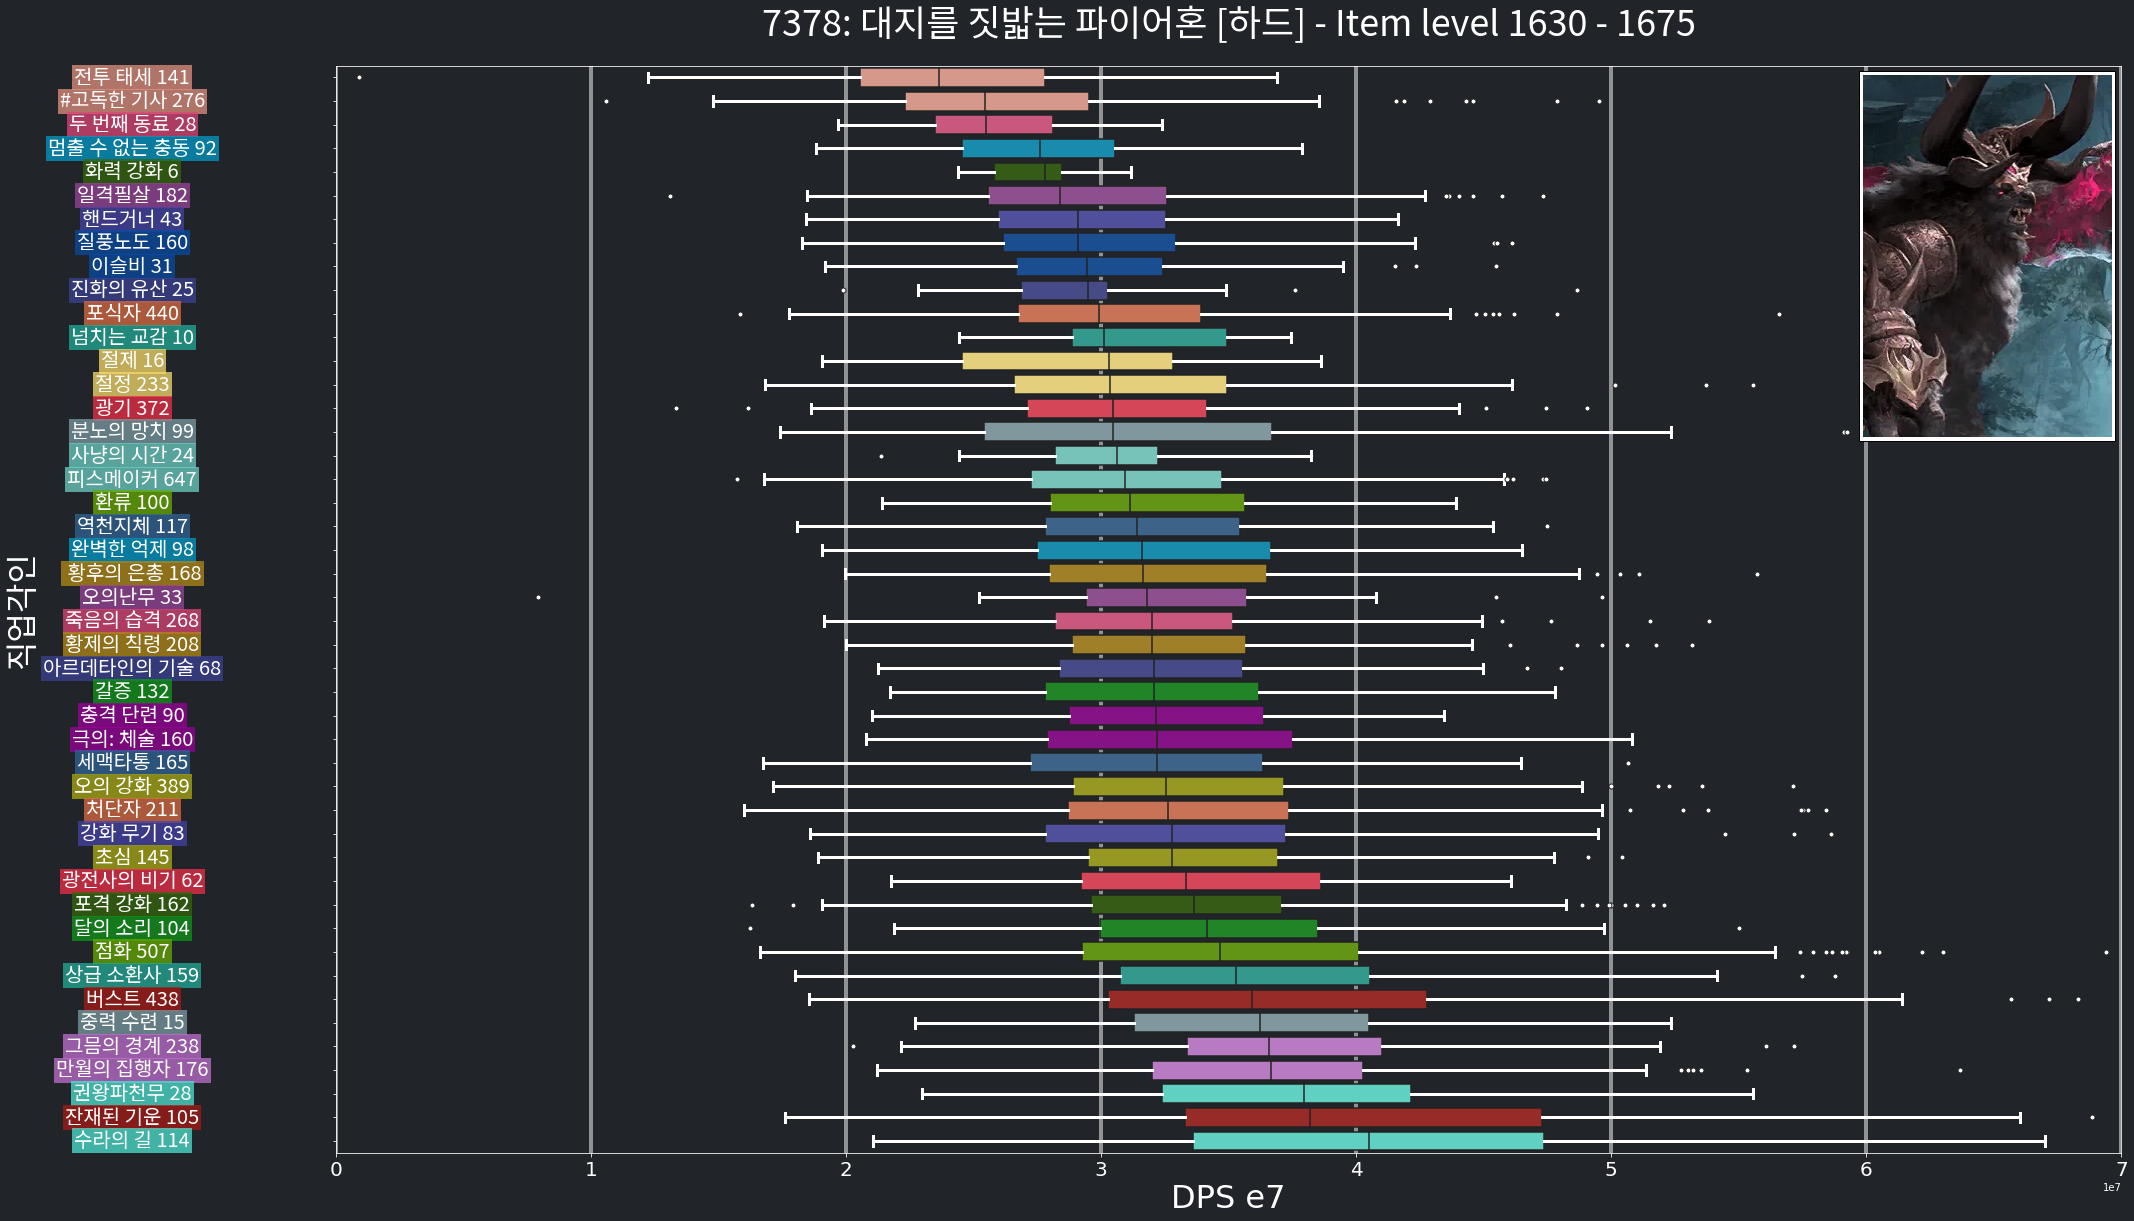 7378: 대지를 짓밟는 파이어혼 [하드] - Item level 1630 - 1675
직업각인
전투 태세 141
#고독한 기사 276
두 번째 동료 28
멈출 수 없는 충동 92
화력 강화 6
일격필살 182
핸드거너 43
질풍노도 160
이슬비 31
진화의 유산 25
포식자 440
넘치는 교감 10
절제 16
절정 233
광기 372
분노의 망치 99
사냥의 시간 24
피스메이커 647
환류 100
역천지체 117
완벽한 억제 98
황후의 은총 168
오의난무 33
죽음의 습격 268
황제의 칙령 208
아르데타인의 기술 68
갈증 132
충격 단련 90
극의: 체술 160
세맥타통 165
오의 강화 389
처단자 211
강화 무기 83
초심 145
광전사의 비기 62
포격 강화 162
달의 소리 104
점화 507
상급 소환사 159
버스트 438
중력 수련 15
그믐의 경계 238
만월의 집행자 176
권왕파천무 28
잔재된 기운 105
수라의 길 114
0 1 2 3 4 5 6 7
1e7
DPS e7